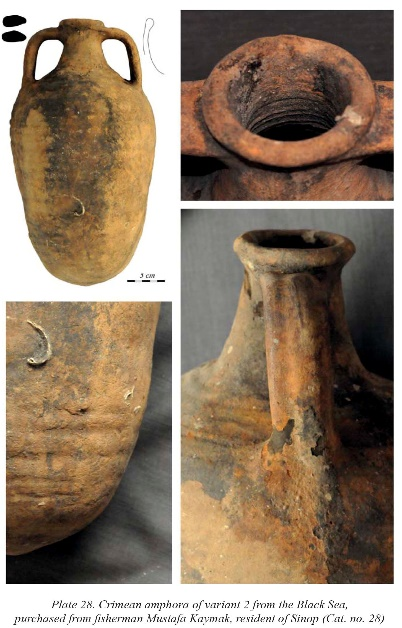 5 cm
Plate 28. Crimean amphora of variant 2 from the Black Sea,
purchased from fisherman Mustafa Kaymak, resident of Sinop (Cat. no. 28)